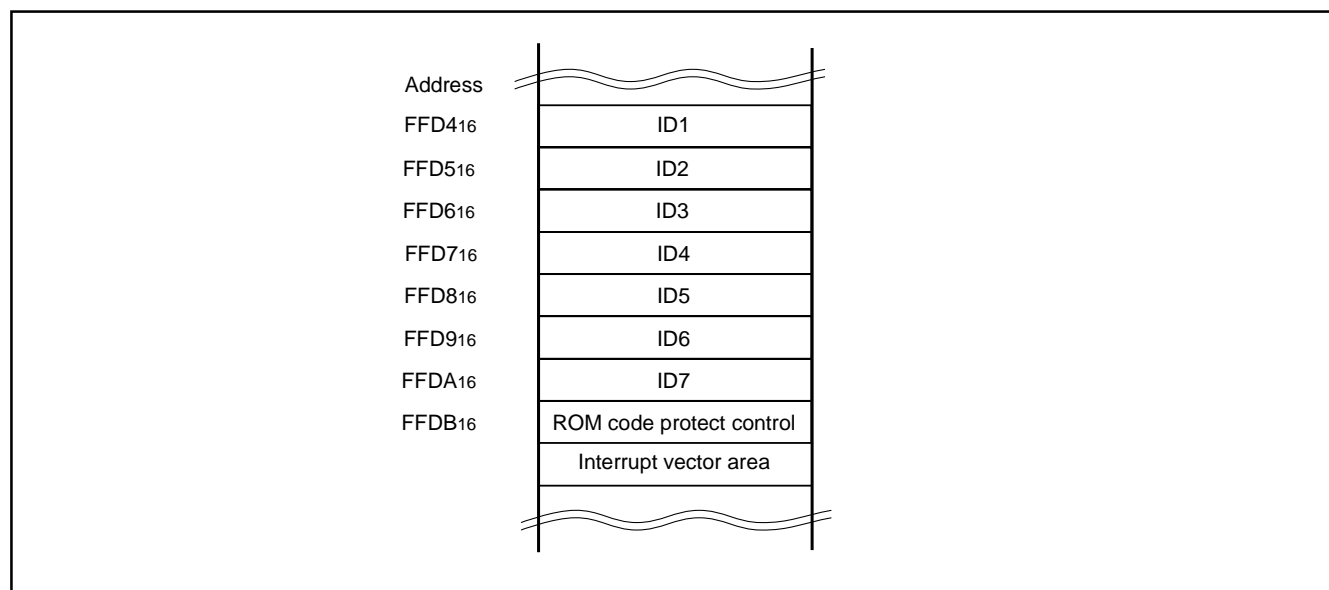 Address
FFD416 ID1
FFD516 ID2
FFD616 ID3
FFD716 ID4
FFD816 ID5
FFD916 ID6
FFDA16 ID7
FFDB16 ROM code protect control
Interrupt vector area